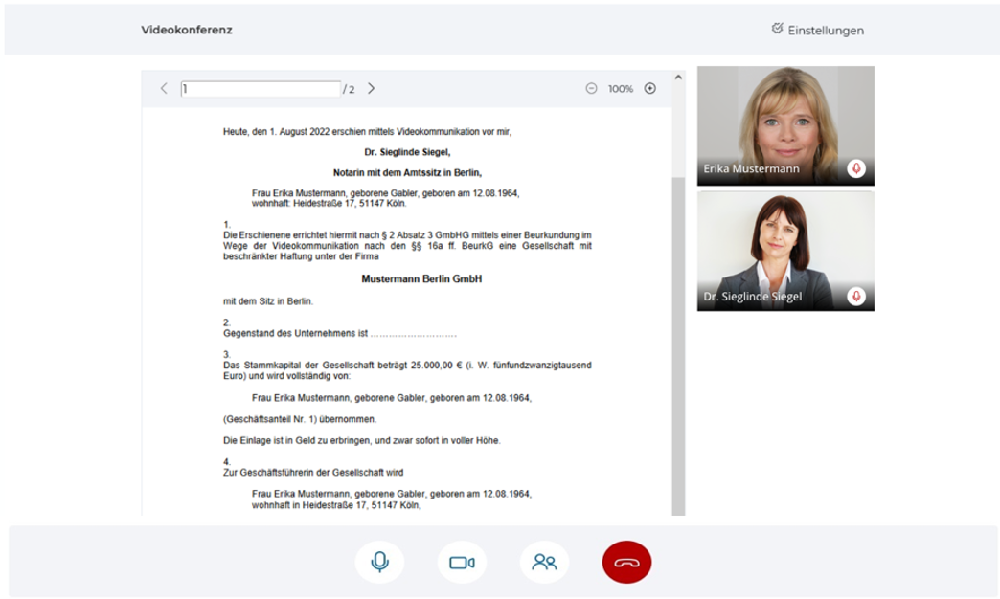 Videokonferenz
Einstellungen
1 / 2
100%
Heute, den 1. August 2022 erschien mittels Videokommunikation vor mir,
Dr. Sieglinde Siegel,
Notarin mit dem Amtssitz in Berlin,
Frau Erika Mustermann, geborene Gabler, geboren am 12.08.1964,
wohnhaft: Heidestraße 17, 51147 Köln.
1.
Die Erschienene errichtet hiermit nach § 2 Absatz 3 GmbHG mittels einer Beurkundung im
Wege der Videokommunikation nach den §§ 16a ff. BeurkG eine Gesellschaft mit
beschränkter Haftung unter der Firma
Mustermann Berlin GmbH
mit dem Sitz in Berlin.
2.
Gegenstand des Unternehmens ist ………………………..
3.
Das Stammkapital der Gesellschaft beträgt 25.000,00 € (i. W. fünfundzwanzigtausend
Euro) und wird vollständig von:
Frau Erika Mustermann, geborene Gabler, geboren am 12.08.1964,
(Geschäftsanteil Nr. 1) übernommen.
Die Einlage ist in Geld zu erbringen, und zwar sofort in voller Höhe.
4.
Zur Geschäftsführerin der Gesellschaft wird
Frau Erika Mustermann, geborene Gabler, geboren am 12.08.1964,
wohnhaft in Heidestraße 17, 51147 Köln,
Erika Mustermann
Dr. Sieglinde Siegel